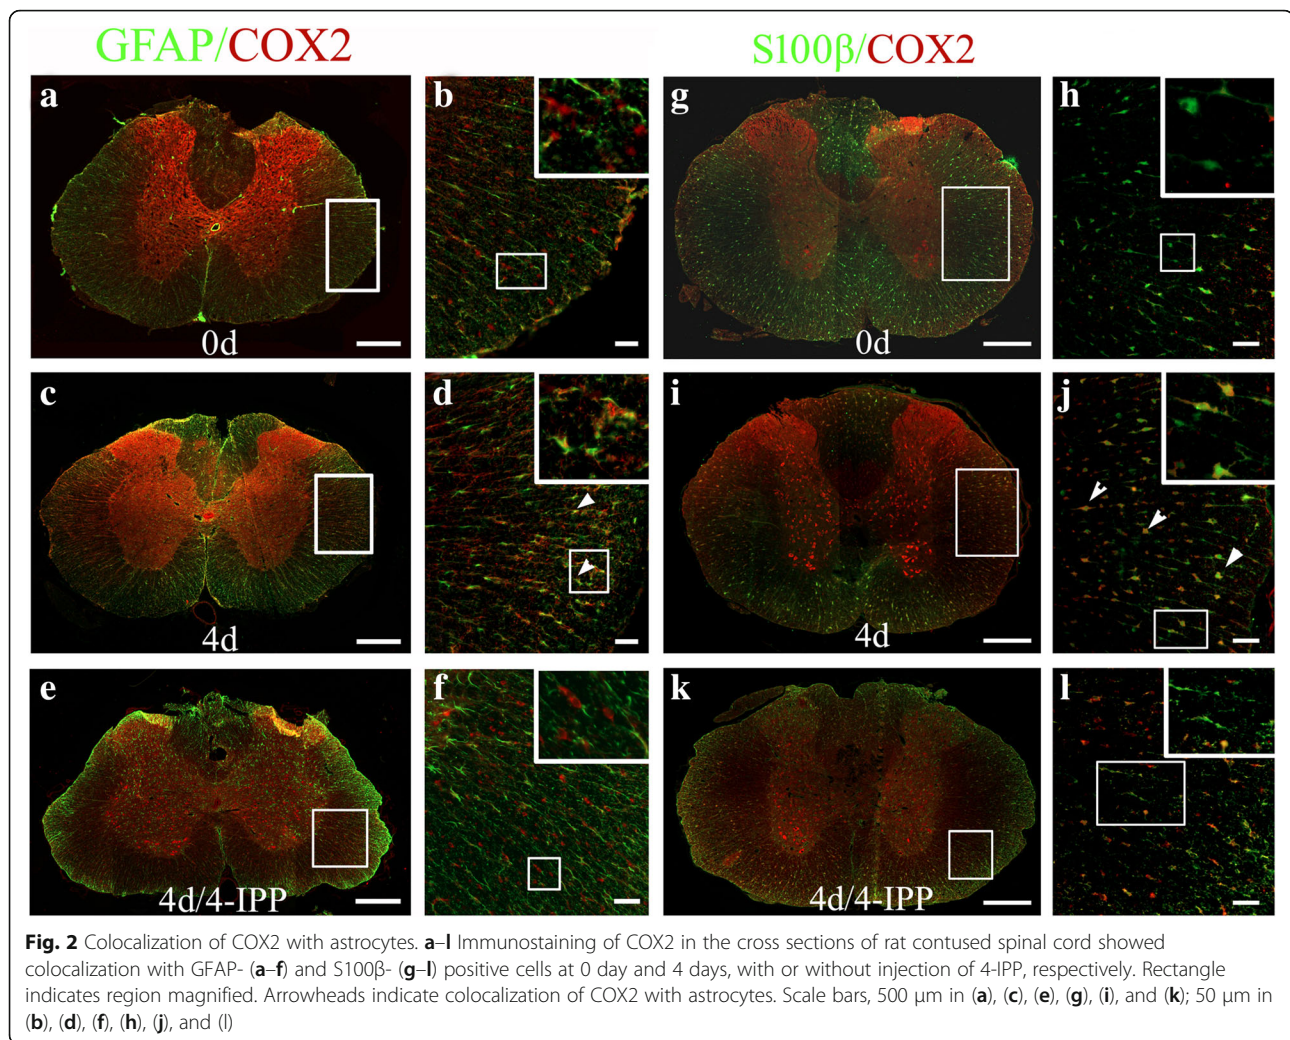 GFAP/COX2
S100β/COX2
a
b
g
h
0d
0d
c
d
i
j
4d
4d
e
f
k
l
4d/4-IPP
4d/4-IPP
Fig. 2 Colocalization of COX2 with astrocytes. a–l Immunostaining of COX2 in the cross sections of rat contused spinal cord showed
colocalization with GFAP- (a–f) and S100β- (g–l) positive cells at 0 day and 4 days, with or without injection of 4-IPP, respectively. Rectangle
indicates region magnified. Arrowheads indicate colocalization of COX2 with astrocytes. Scale bars, 500 μm in (a), (c), (e), (g), (i), and (k); 50 μm in
(b), (d), (f), (h), (j), and (l)